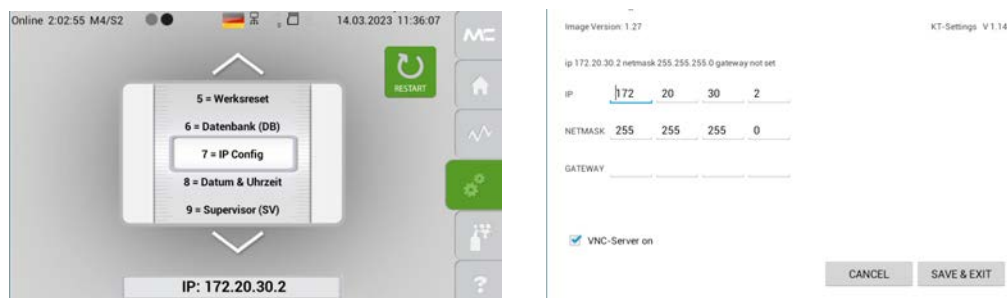 Online 2:02:55 M4/S2 14.03.2023 11:36:07
MC
RESTART
5 = Werksreset
6 = Datenbank (DB)
7 = IP Config
8 = Datum & Uhrzeit
9 = Supervisor (SV)
IP: 172.20.30.2
?
Image Version: 1.27 KT-Settings V 1.14
ip 172.20.30.2 netmask 255.255.255.0 gateway not set
IP 172 20 30 2
NETMASK 255 255 255 0
GATEWAY
VNC-Server on
CANCEL SAVE & EXIT